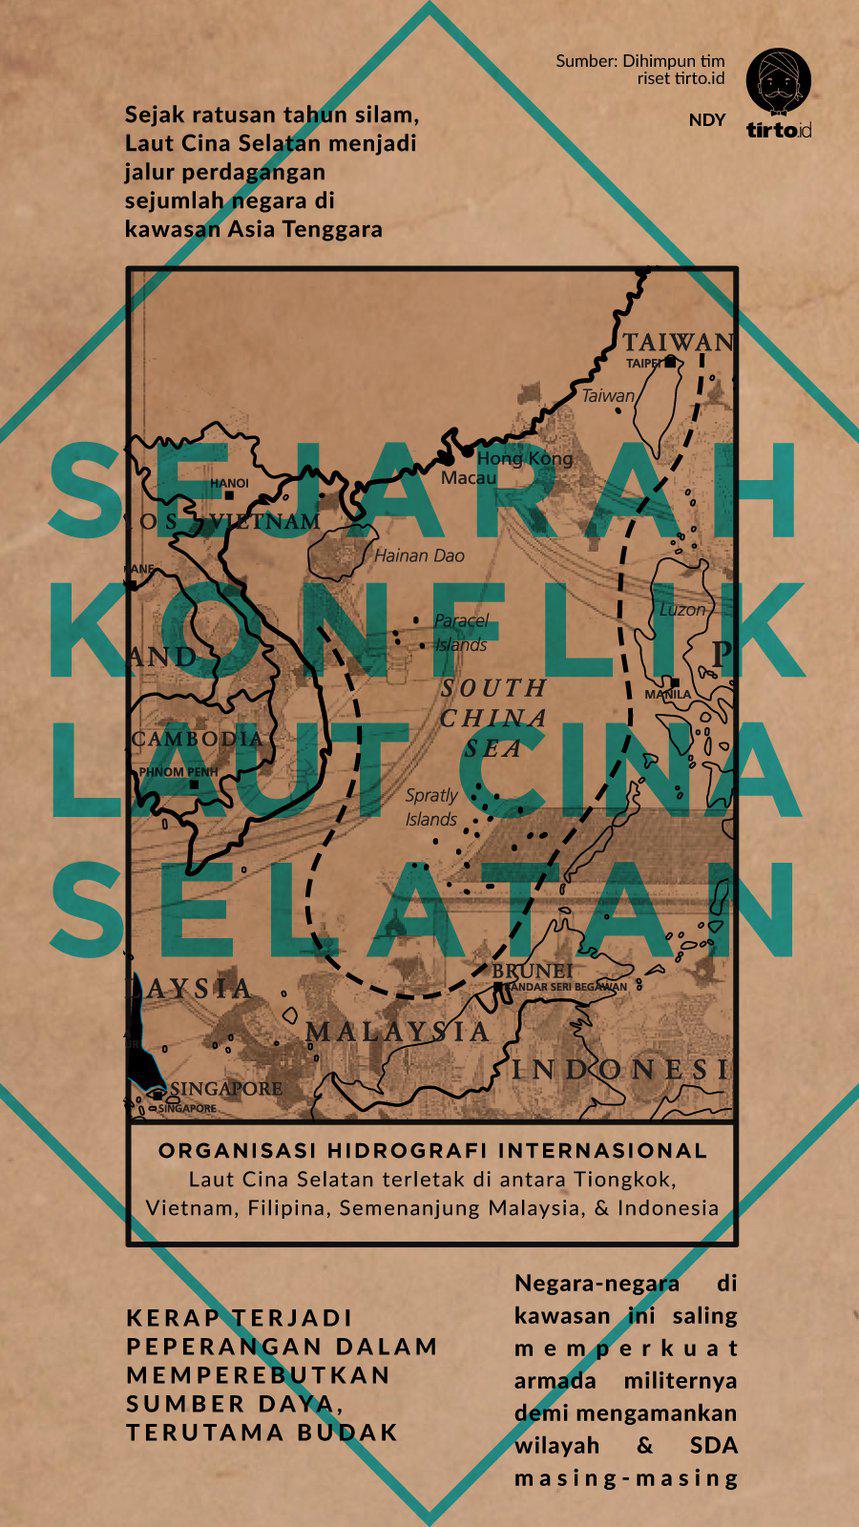 Sumber: Dihimpun tim
riset tirto.id
NDY
tirto.id
Sejak ratusan tahun silam,
Laut Cina Selatan menjadi
jalur perdagangan
sejumlah negara di
kawasan Asia Tenggara
SEJARAH
KONFLIK
LAUT CINA
SELATAN
TAIWAN
TAIPEI
Taiwan
Hong Kong
Macau
HANOI
OS
VIETNAM
Hainan Dao
ANE
Paracel
Islands
Luzon
AND
P
SOUTH
CHINA
SEA
MANILA
CAMBODIA
PHNOM PENH
Spratly
Islands
BRUNEI
BANDAR SERI BEGAWAN
LAYSIA
MALAYSIA
INDONESI
SINGAPORE
SINGAPORE
ORGANISASI HIDROGRAFI INTERNASIONAL
Laut Cina Selatan terletak di antara Tiongkok,
Vietnam, Filipina, Semenanjung Malaysia, & Indonesia
KERAP TERJADI
PEPERANGAN DALAM
MEMPEREBUTKAN
SUMBER DAYA,
TERUTAMA BUDAK
Negara-negara di
kawasan ini saling
memperkuat
armada militernya
demi mengamankan
wilayah & SDA
masing-masing